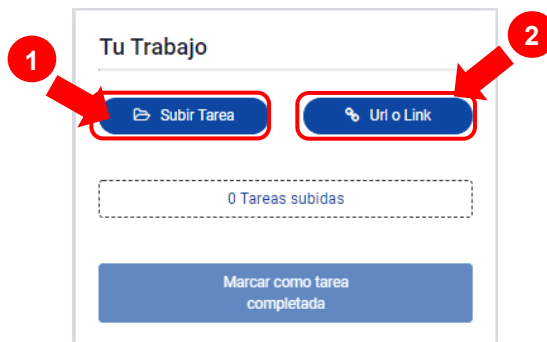 1
2
Tu Trabajo
Subir Tarea
Url o Link
0 Tareas subidas
Marcar como tarea
completada